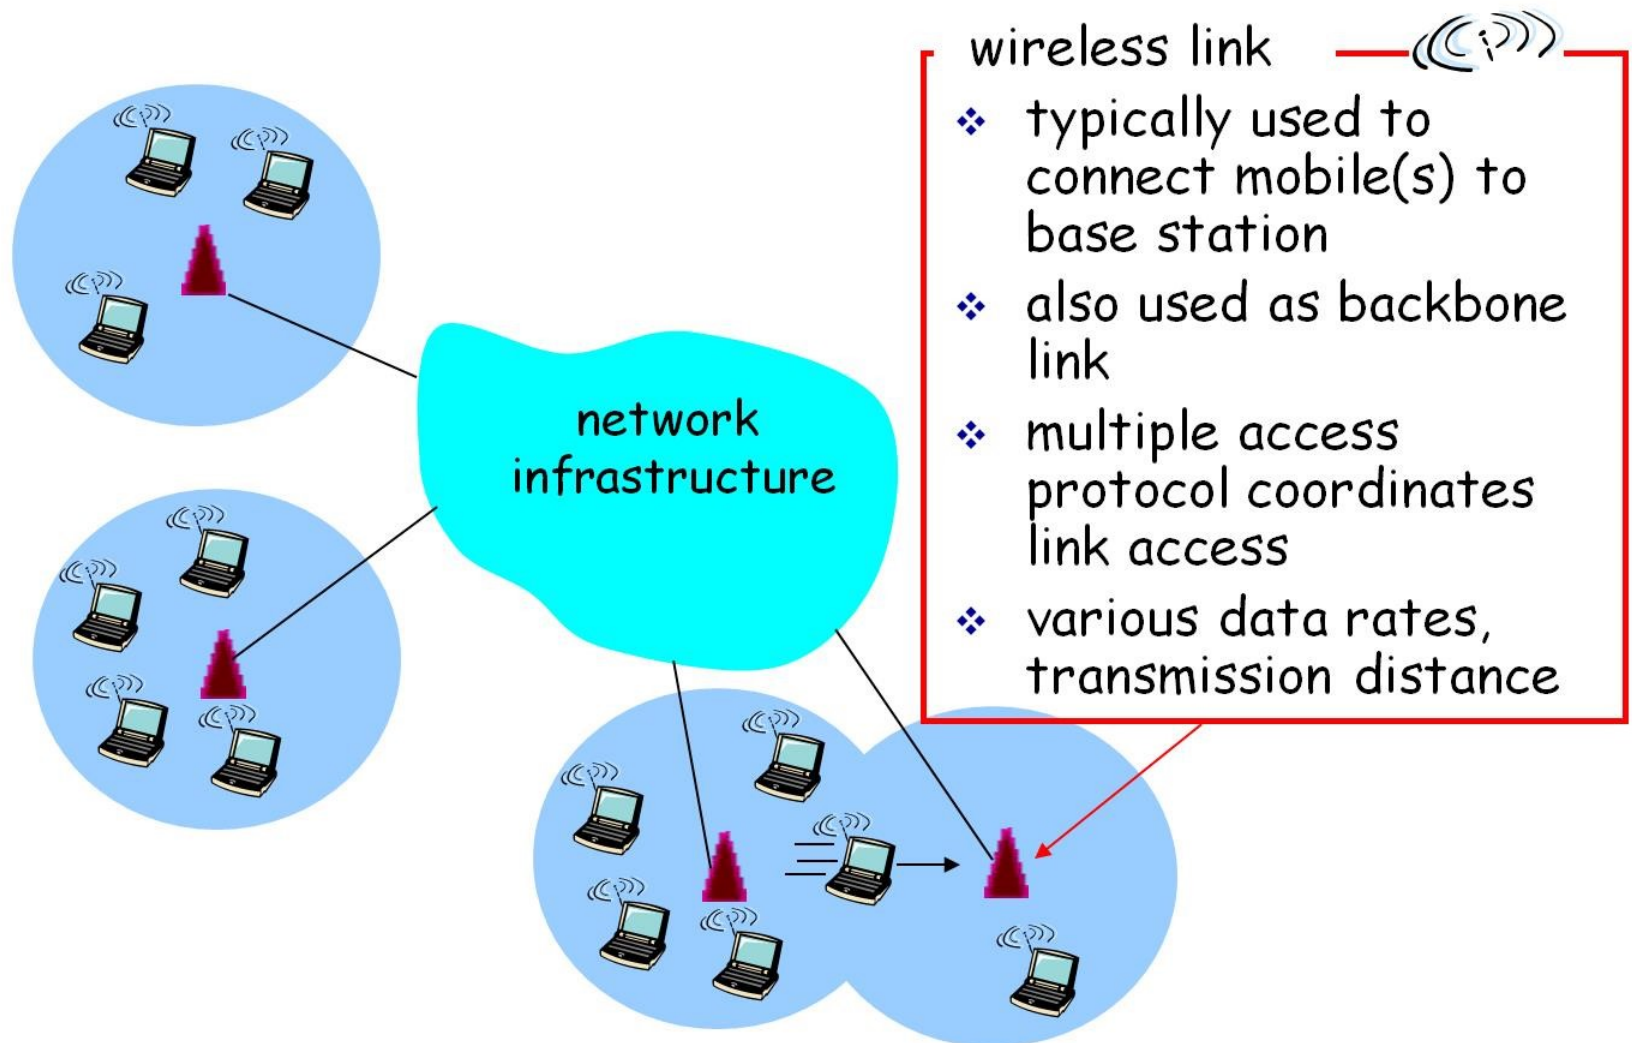 wireless link
❖ typically used to
connect mobile(s) to
base station
❖ also used as backbone
link
❖ multiple access
protocol coordinates
link access
❖ various data rates,
transmission distance
network
infrastructure